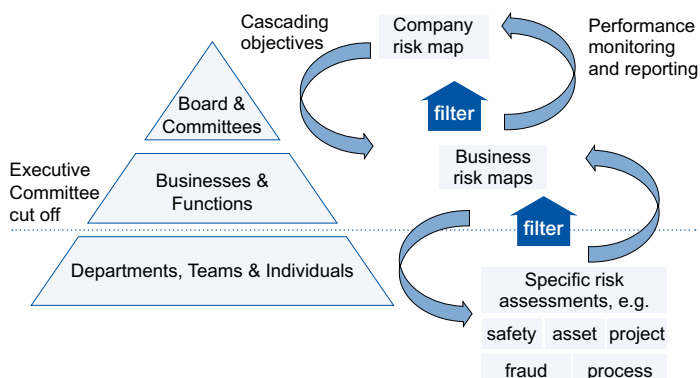 Cascading
objectives
Company
risk map
Performance
monitoring
and reporting
Board &
Committees
filter
Executive
Committee
cut off
Businesses &
Functions
Business
risk maps
filter
Departments, Teams & Individuals
Specific risk
assessments, e.g.
safety asset project
fraud process